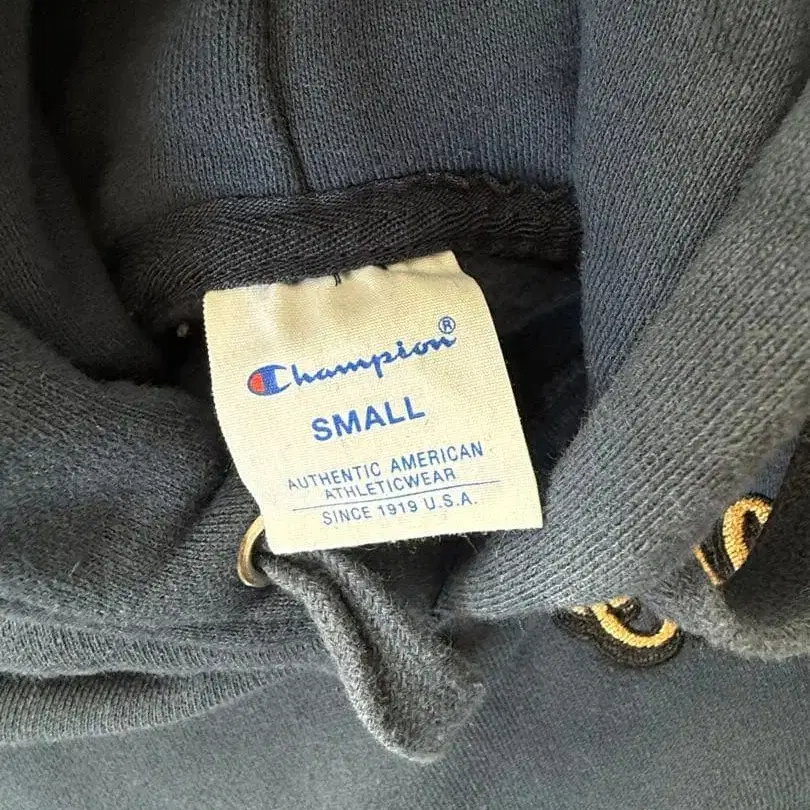 Champion®
SMALL
AUTHENTIC AMERICAN
ATHLETICWEAR
SINCE 1919 U.S.A.